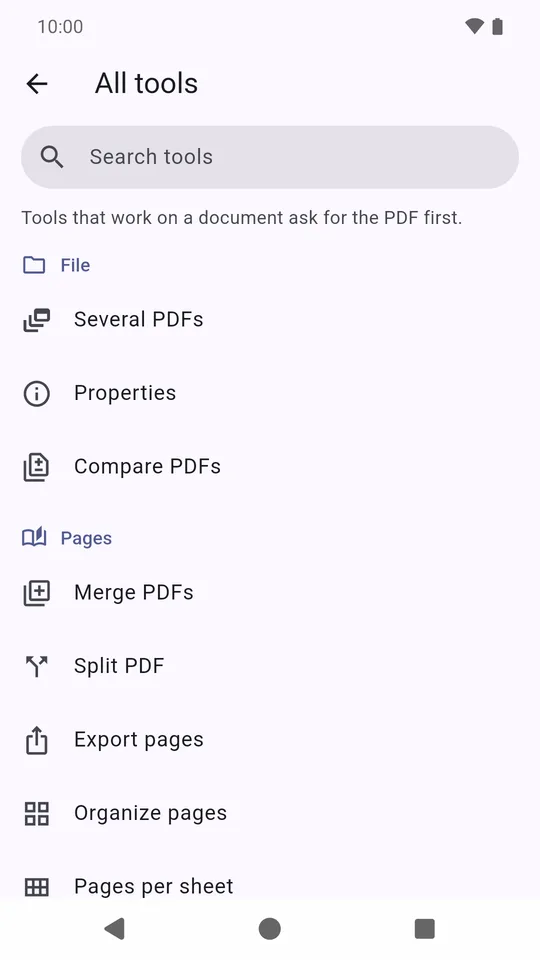 10:00
All tools
Search tools
Tools that work on a document ask for the PDF first.
File
Several PDFs
Properties
Compare PDFs
Pages
Merge PDFs
Split PDF
Export pages
Organize pages
Pages per sheet